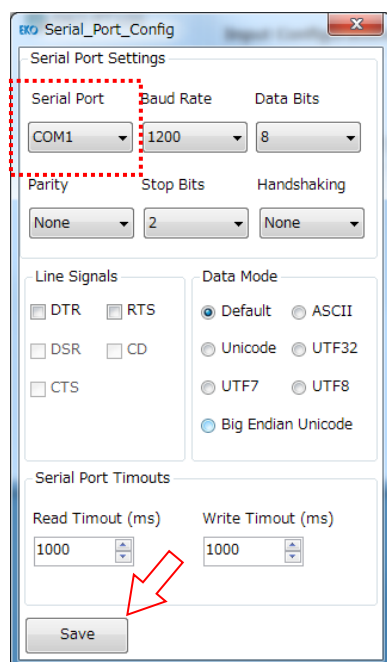 EKO Serial_Port_Config
Serial Port Settings
Serial Port Baud Rate Data Bits
COM1 1200 8
Parity Stop Bits Handshaking
None 2 None
Line Signals Data Mode
DTR RTS Default ASCII
DSR CD Unicode UTF32
CTS UTF7 UTF8
Big Endian Unicode
Serial Port Timouts
Read Timout (ms) Write Timout (ms)
1000 1000
Save